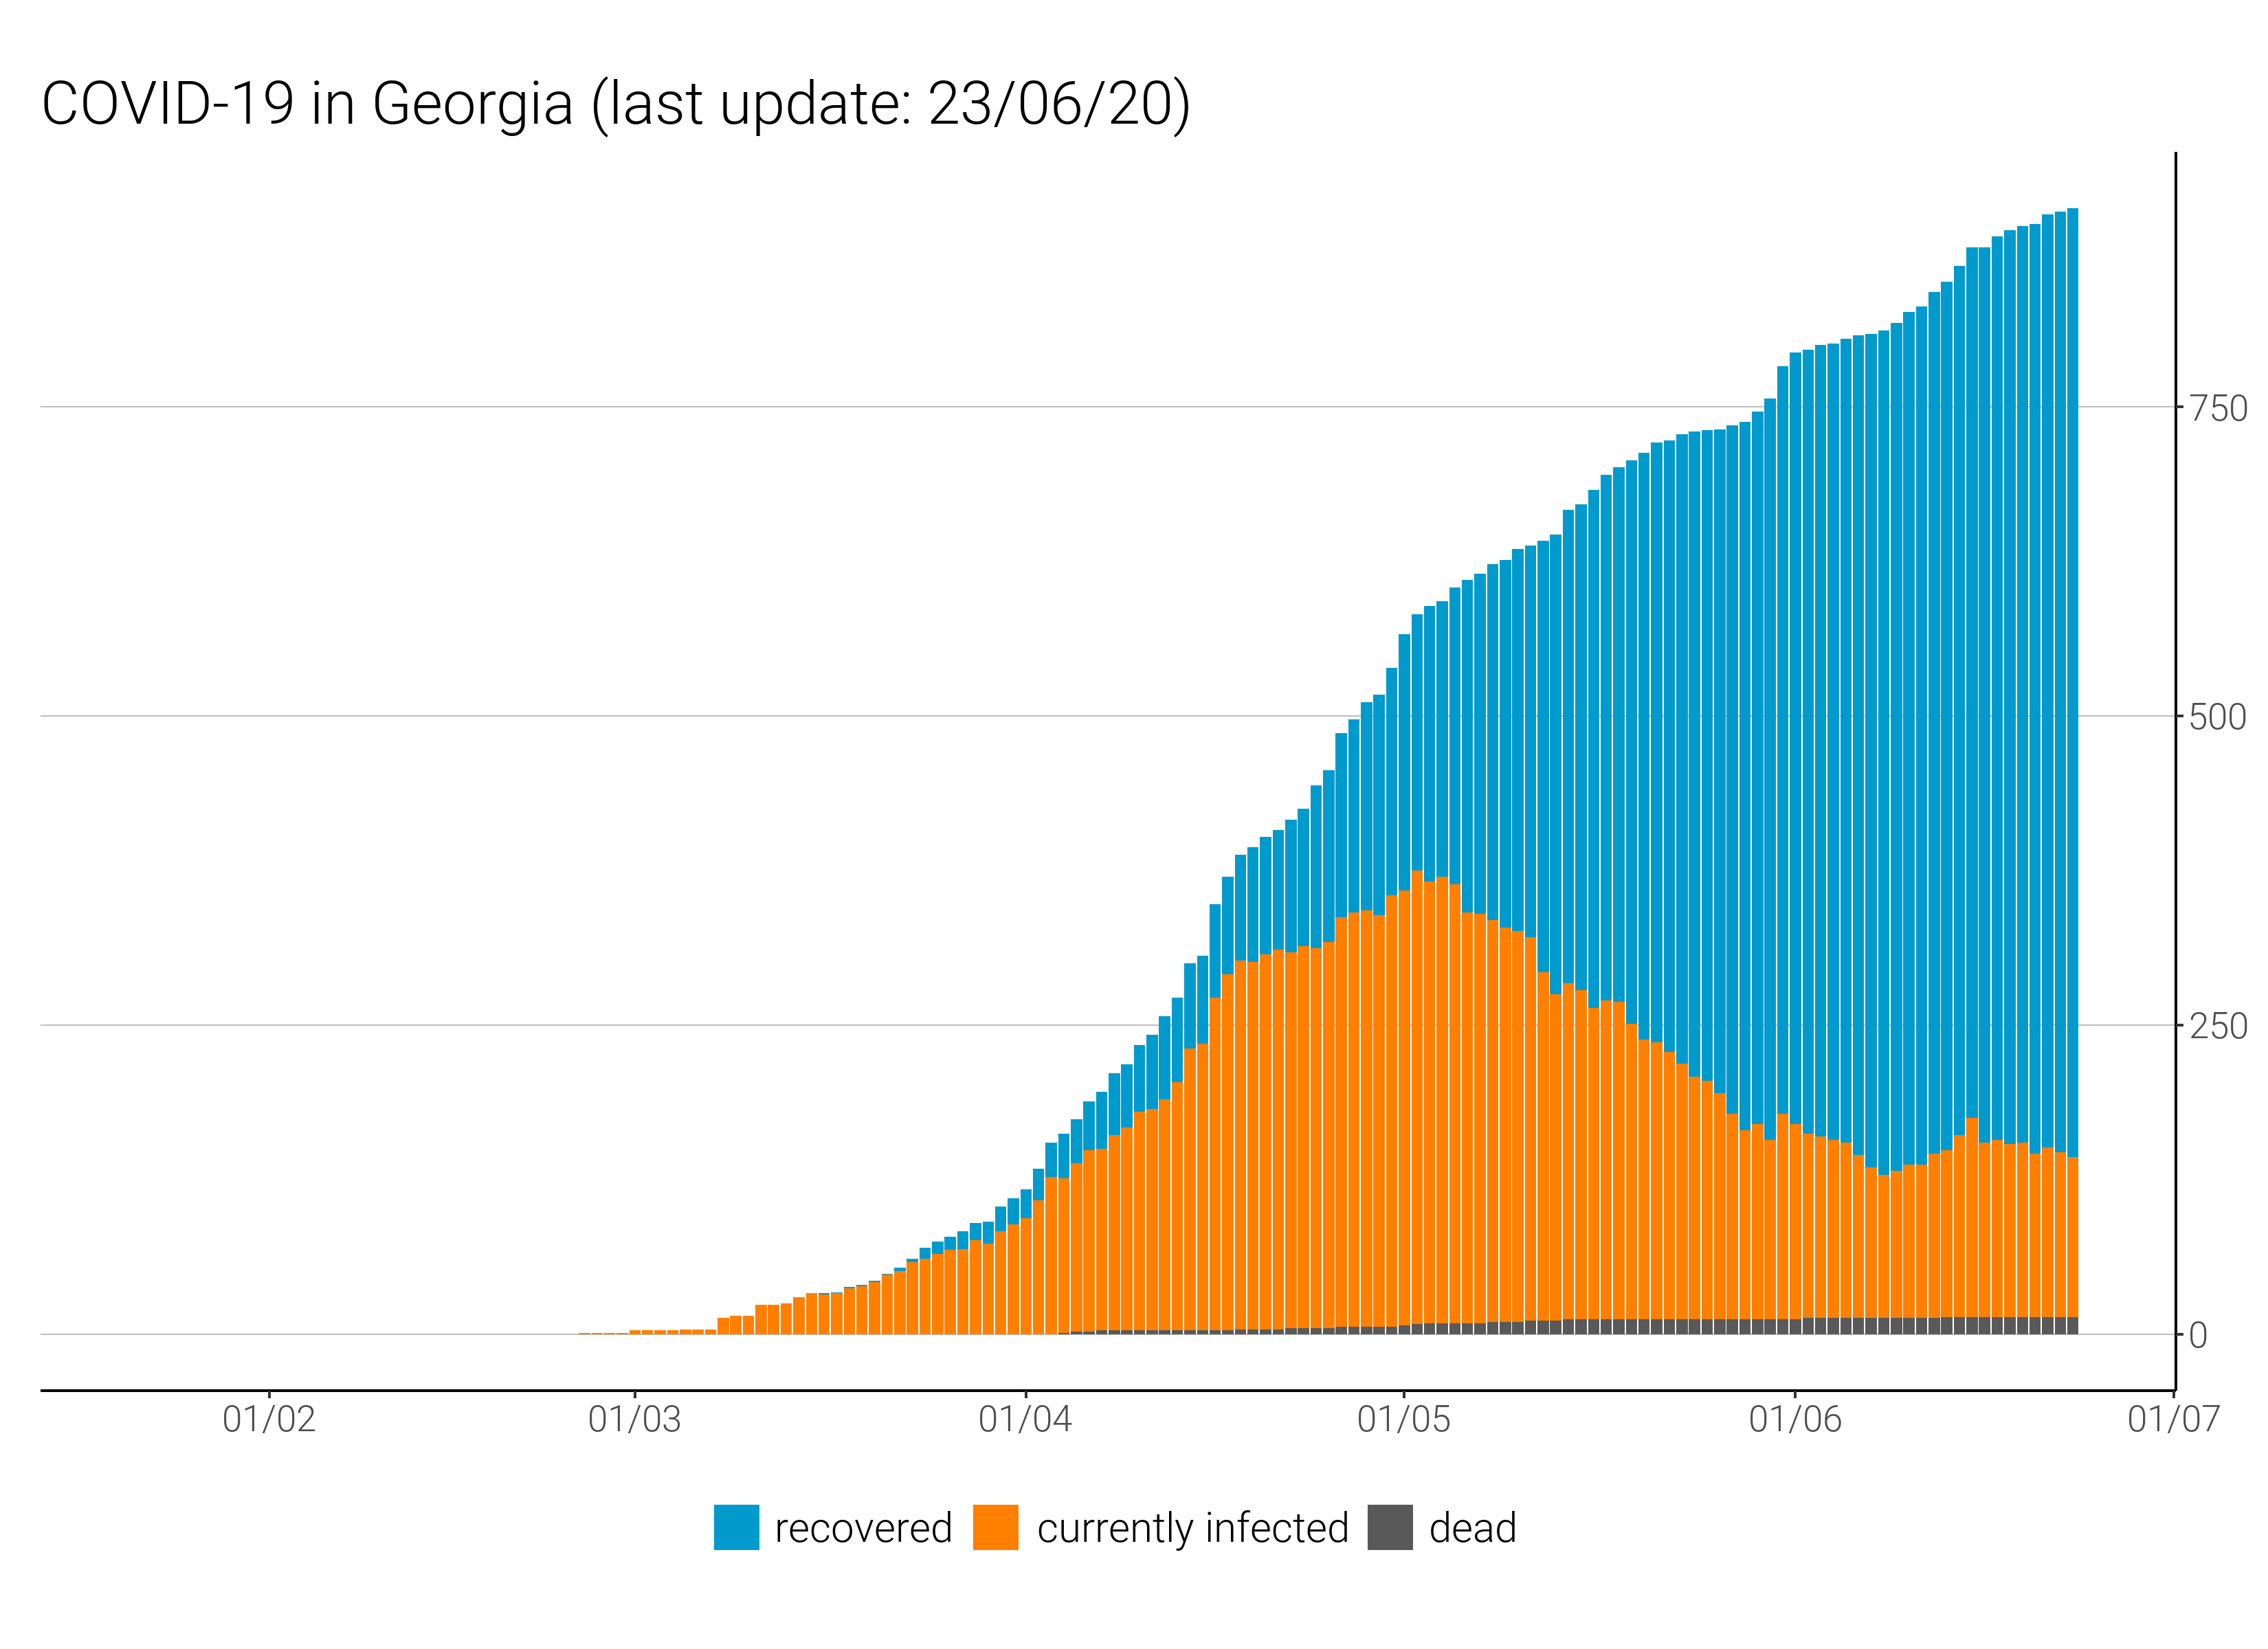 COVID-19 in Georgia (last update: 23/06/20)
750
500
250
0
01/02 01/03 01/04 01/05 01/06 01/07
recovered currently infected dead